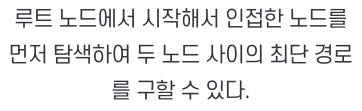 루트 노드에서 시작해서 인접한 노드를
먼저 탐색하여 두 노드 사이의 최단 경로
를 구할 수 있다.